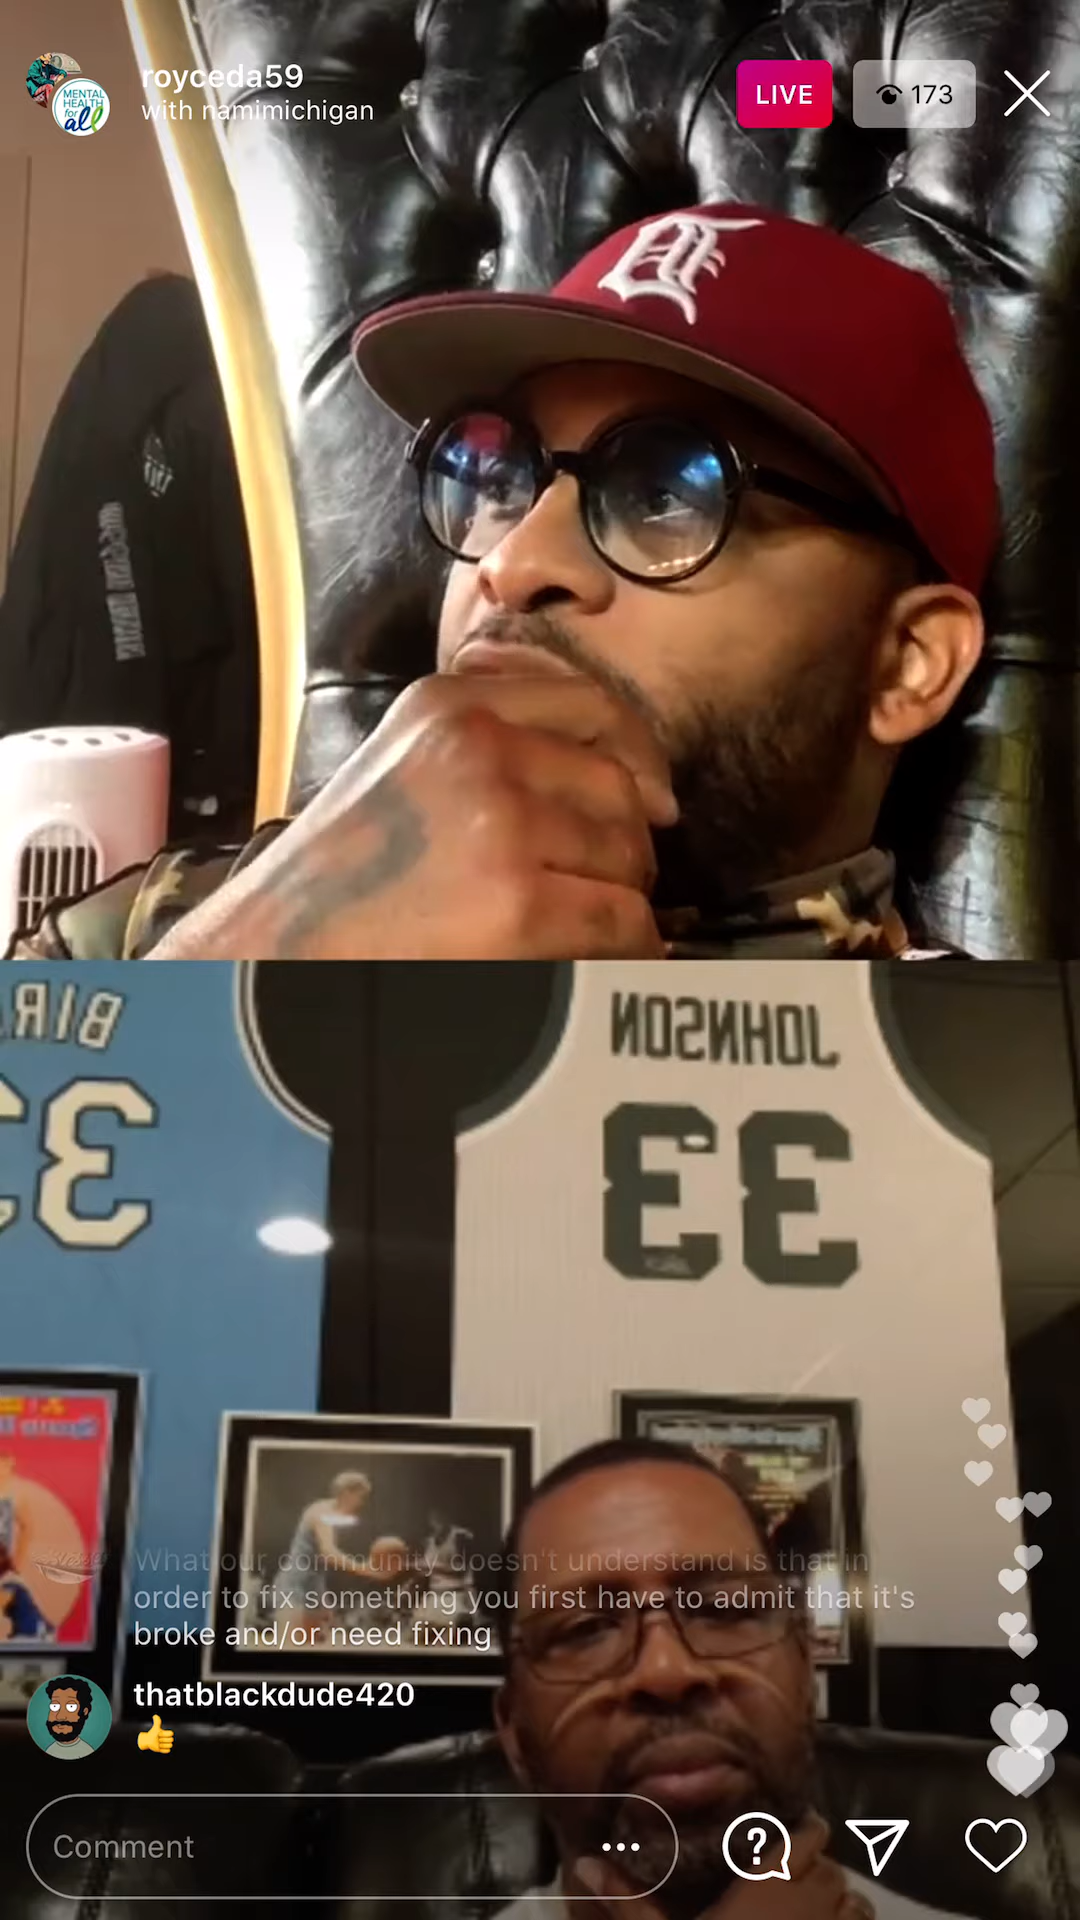 royceda59
with namimichigan
MENTAL
HEALTH
for
all
LIVE
173
BIR
33
JOHNSON
33
What our community doesn't understand is that in
order to fix something you first have to admit that it's
broke and/or need fixing
thatblackdude420
Comment